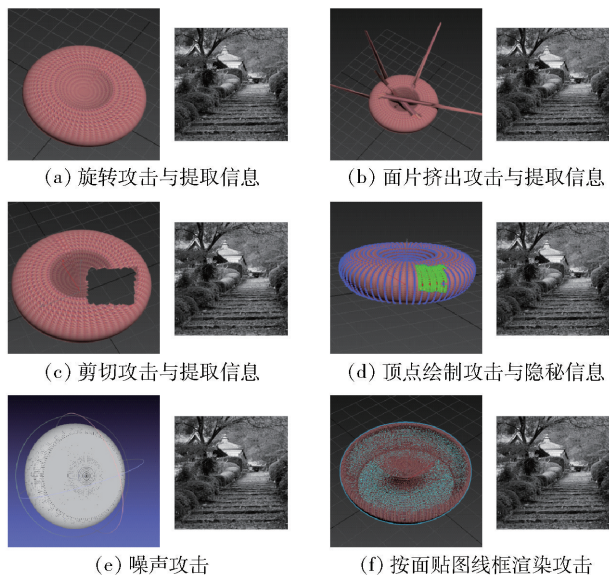 (a) 旋转攻击与提取信息
(b) 面片挤出攻击与提取信息
(c) 剪切攻击与提取信息
(d) 顶点绘制攻击与隐秘信息
(e) 噪声攻击
(f) 按面贴图线框渲染攻击